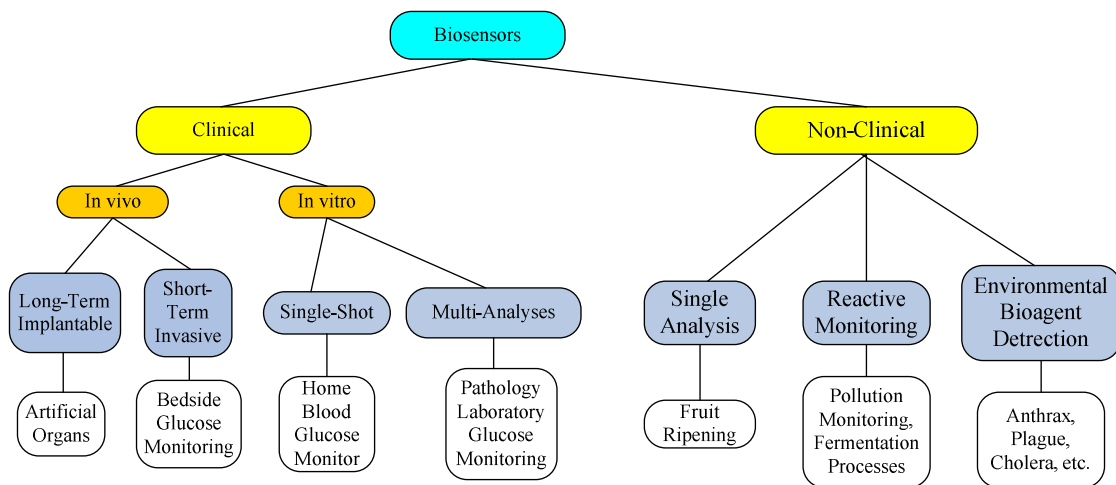 Biosensors
Clinical
Non-Clinical
In vivo
In vitro
Long-Term
Implantable
Short-
Term
Invasive
Single-Shot
Multi-Analyses
Single
Analysis
Reactive
Monitoring
Environmental
Bioagent
Detrection
Artificial
Organs
Bedside
Glucose
Monitoring
Home
Blood
Glucose
Monitor
Pathology
Laboratory
Glucose
Monitoring
Fruit
Ripening
Pollution
Monitoring,
Fermentation
Processes
Anthrax,
Plague,
Cholera, etc.